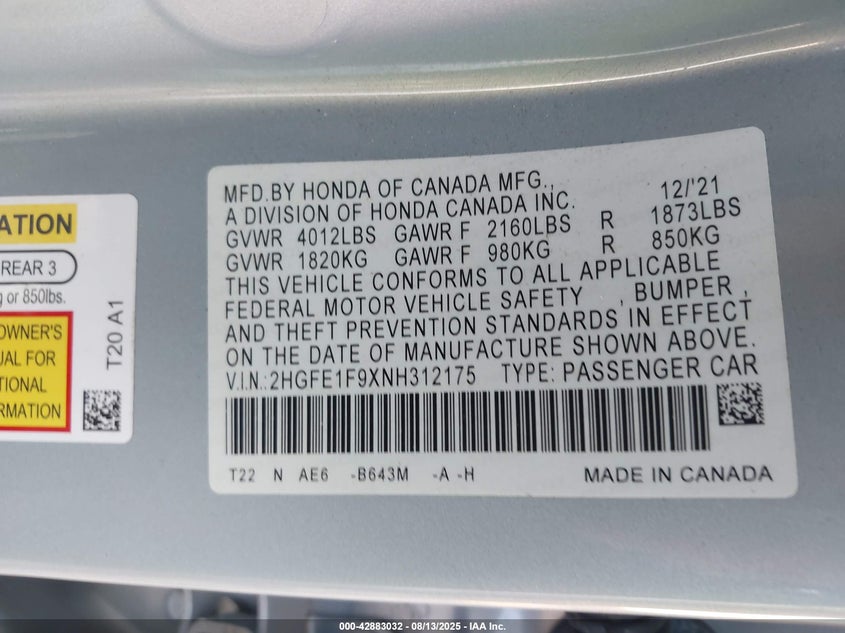 ATION
REAR 3
g or 850lbs.
OWNER'S
UAL FOR
TIONAL
RMATION
T20 A1
MFD.BY HONDA OF CANADA MFG., 12/'21
A DIVISION OF HONDA CANADA INC.
GVWR 4012LBS GAWR F 2160LBS R 1873LBS
GVWR 1820KG GAWR F 980KG R 850KG
THIS VEHICLE CONFORMS TO ALL APPLICABLE
FEDERAL MOTOR VEHICLE SAFETY , BUMPER ,
AND THEFT PREVENTION STANDARDS IN EFFECT
ON THE DATE OF MANUFACTURE SHOWN ABOVE.
V.I.N.:2HGFE1F9XNH312175 TYPE: PASSENGER CAR
T22 N AE6 -B643M -A -H MADE IN CANADA
000-42883032 - 08/13/2025 - IAA Inc.